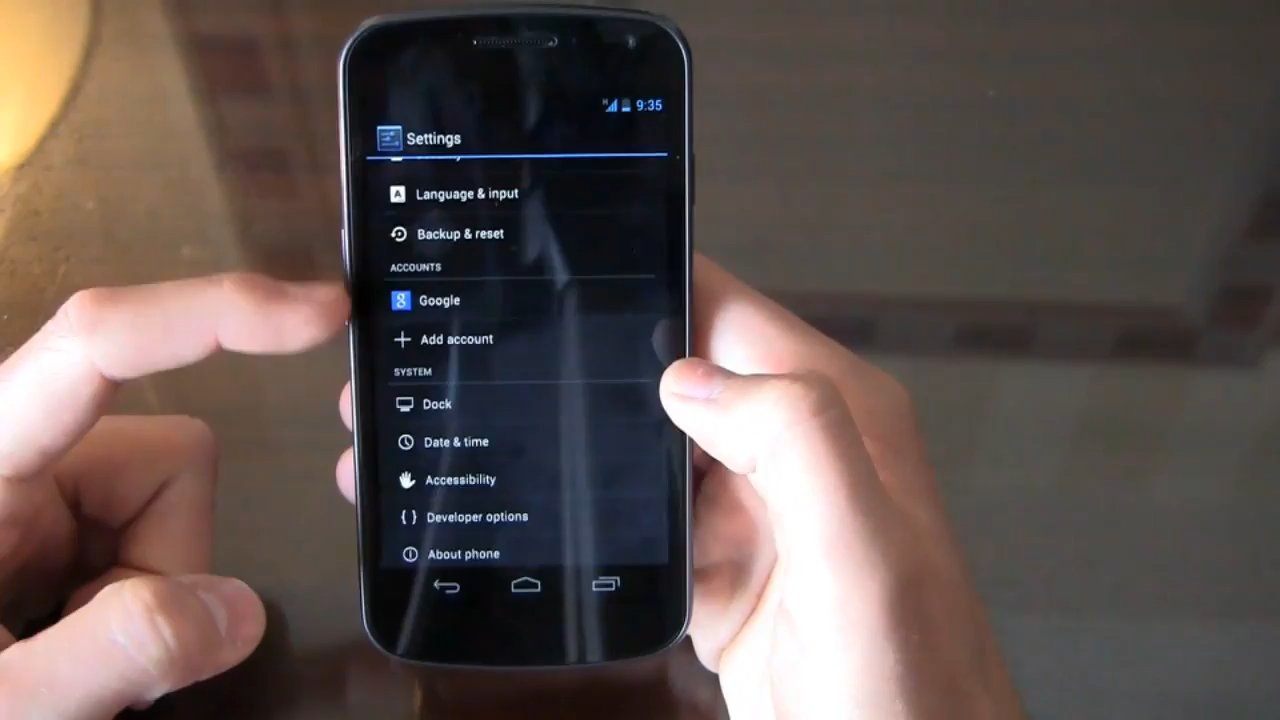 9:35
Settings
Language & input
Backup & reset
ACCOUNTS
Google
Add account
SYSTEM
Dock
Date & time
Accessibility
Developer options
About phone